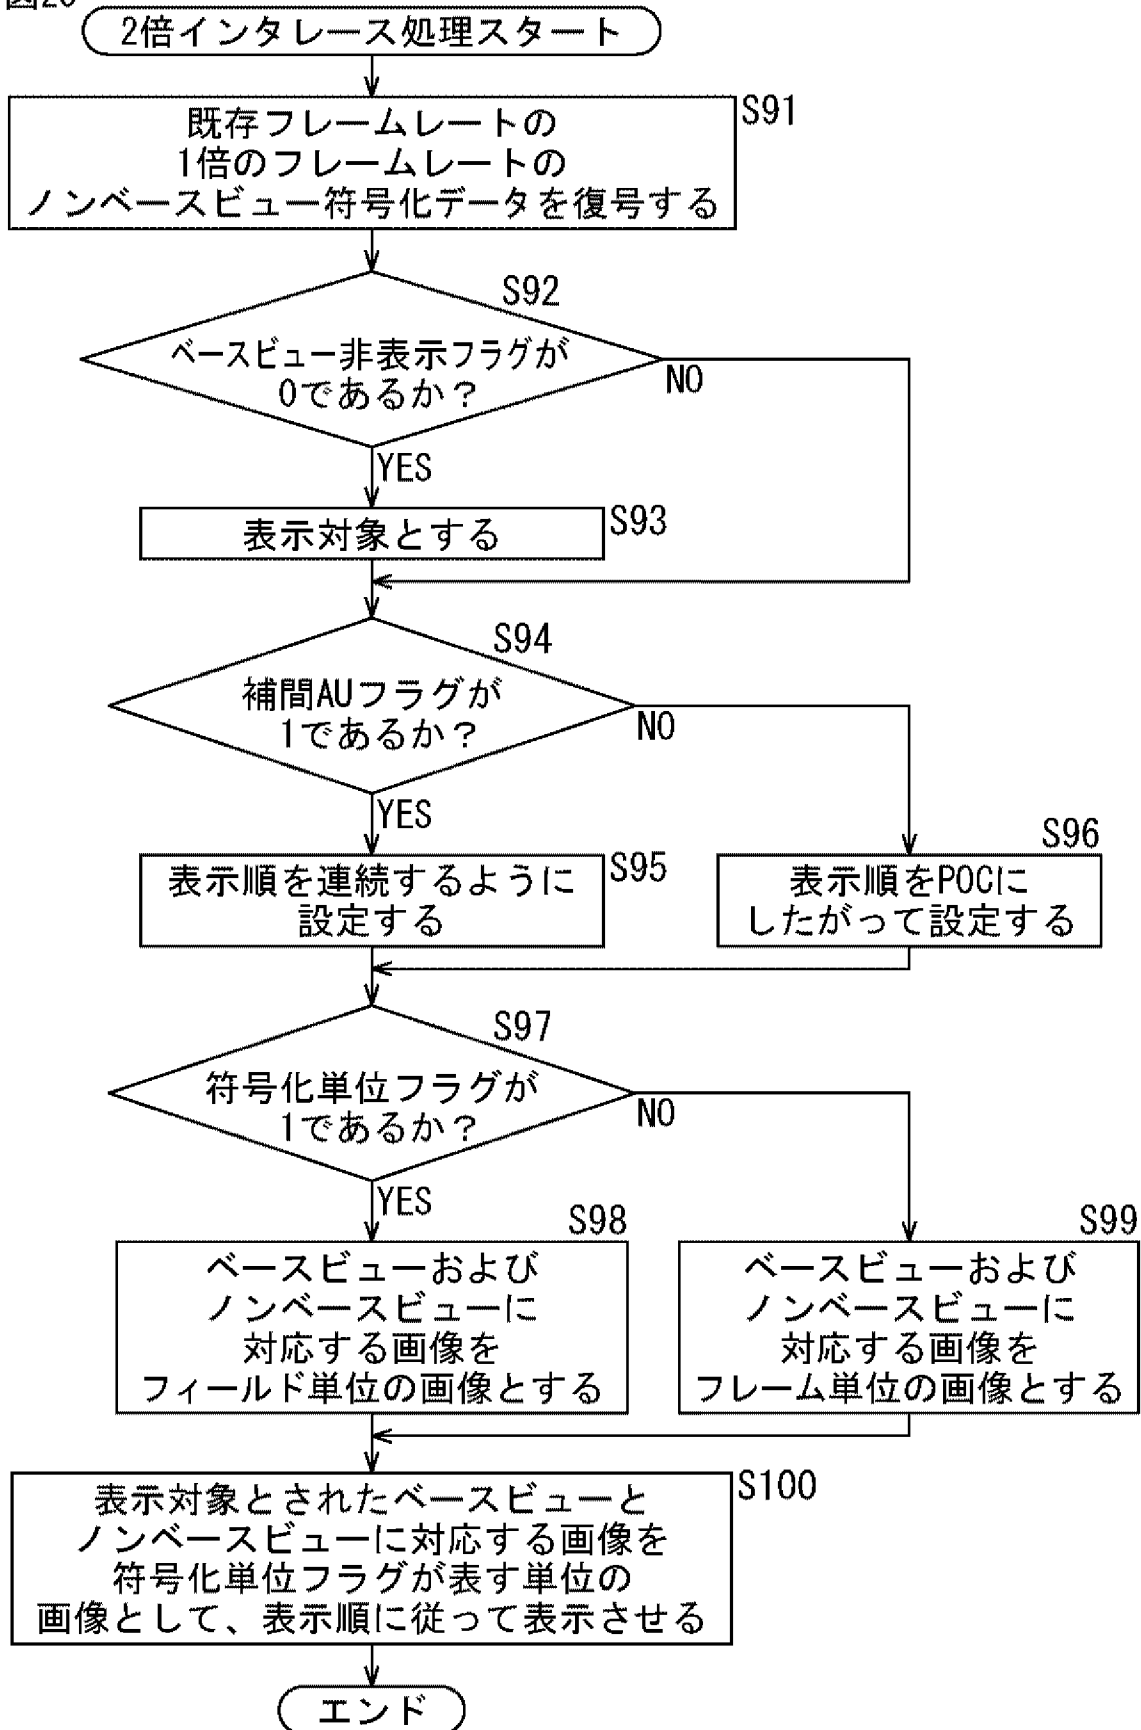 2倍インタレース処理スタート
S91
既存フレームレートの
1倍のフレームレートの
ノンベースビュー符号化データを復号する
S92
ベースビュー非表示フラグが
0であるか？
NO
YES
表示対象とする
S93
S94
補間AUフラグが
1であるか？
NO
YES
S95
表示順を連続するように
設定する
S96
表示順をPOCに
したがって設定する
S97
符号化単位フラグが
1であるか？
NO
YES
S98
ベースビューおよび
ノンベースビューに
対応する画像を
フィールド単位の画像とする
S99
ベースビューおよび
ノンベースビューに
対応する画像を
フレーム単位の画像とする
S100
表示対象とされたベースビューと
ノンベースビューに対応する画像を
符号化単位フラグが表す単位の
画像として、表示順に従って表示させる
エンド